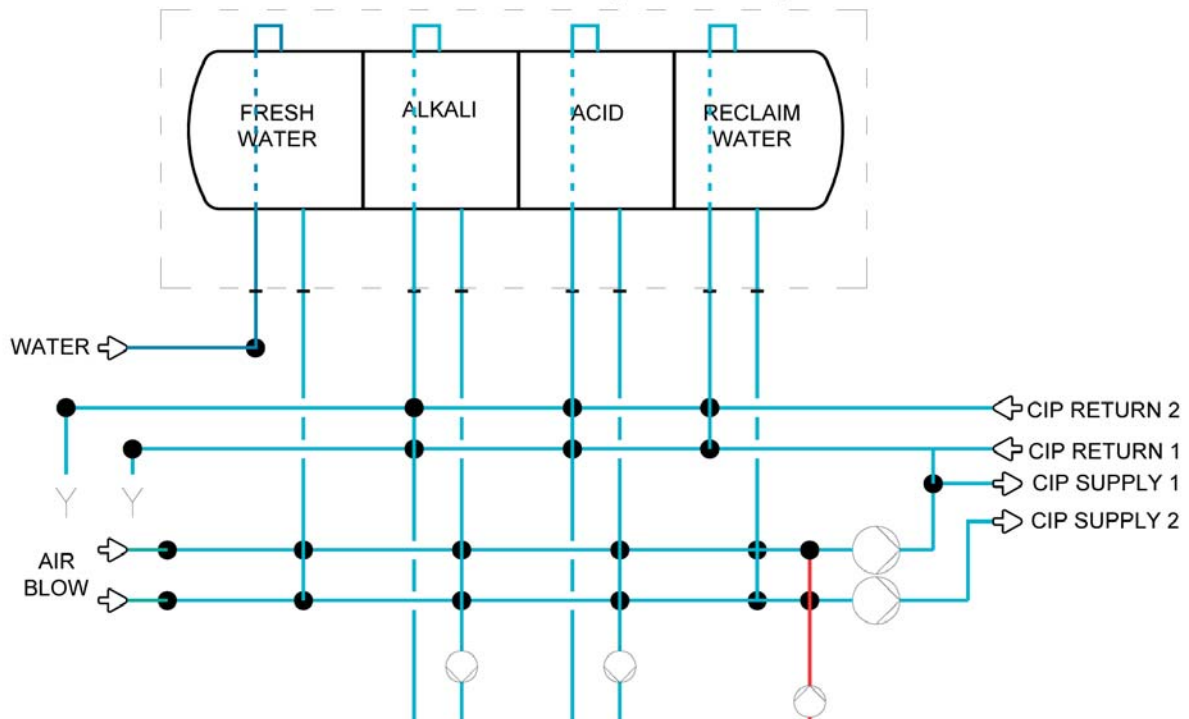 FRESH
WATER
ALKALI
ACID
RECLAIM
WATER
WATER
CIP RETURN 2
CIP RETURN 1
CIP SUPPLY 1
CIP SUPPLY 2
AIR
BLOW